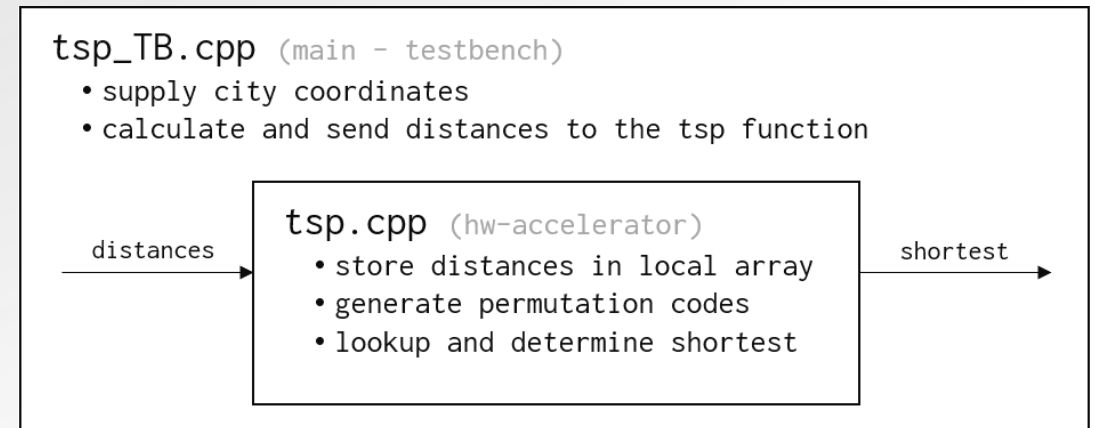 tsp_TB.cpp (main - testbench)
• supply city coordinates
• calculate and send distances to the tsp function
distances
tsp.cpp (hw-accelerator)
• store distances in local array
• generate permutation codes
• lookup and determine shortest
shortest